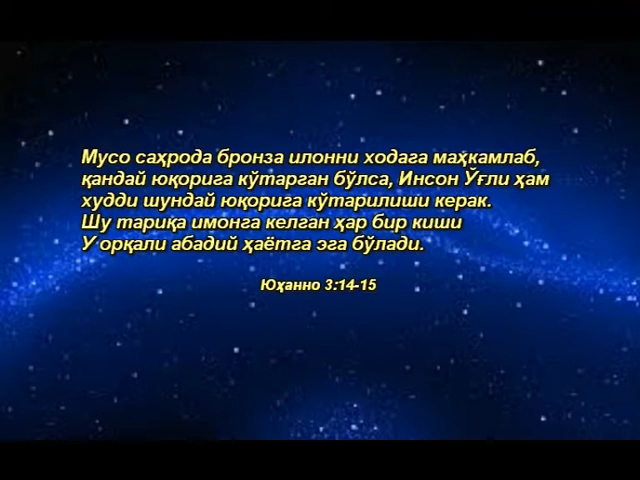 Мусо саҳрода бронза илонни ходага маҳкамлаб,
қандай юқорига кўтарган бўлса, Инсон Ўғли ҳам
худди шундай юқорига кўтарилиши керак.
Шу тариқа имонга келган ҳар бир киши
У орқали абадий ҳаётга эга бўлади.
Юҳанно 3:14-15